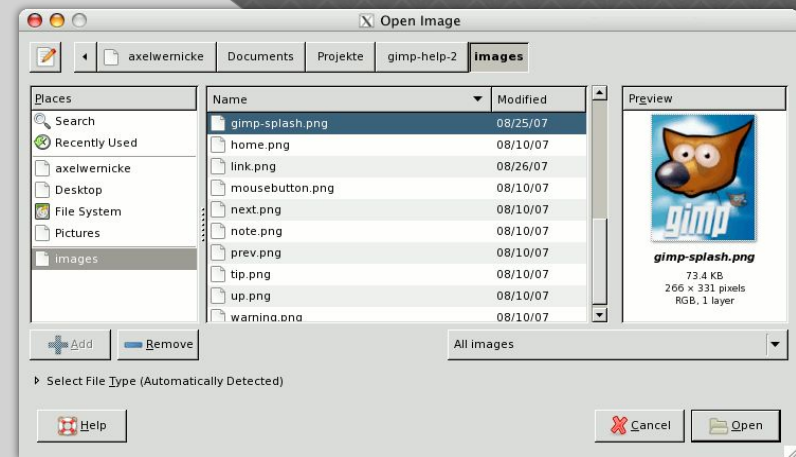 Open Image
axelwernicke Documents Projekte gimp-help-2 images
Places
Search
Recently Used
axelwernicke
Desktop
File System
Pictures
images
Name Modified
gimp-splash.png 08/25/07
home.png 08/10/07
link.png 08/26/07
mousebutton.png 08/10/07
next.png 08/10/07
note.png 08/10/07
prev.png 08/10/07
tip.png 08/10/07
up.png 08/10/07
warning.png 08/10/07
Preview
gimp
gimp-splash.png
73.4 KB
266 × 331 pixels
RGB, 1 layer
Add Remove
All images
Select File Type (Automatically Detected)
Help Cancel Open